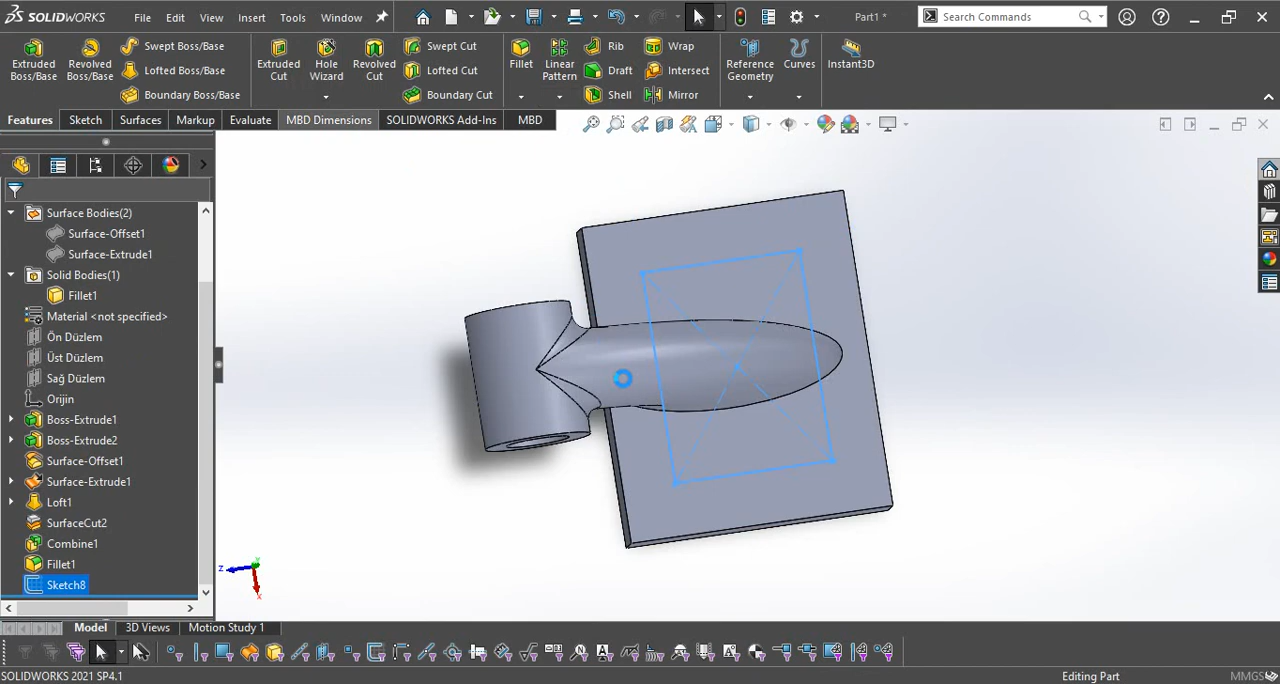 SOLIDWORKS File Edit View Insert Tools Window Part1 * Search Commands
Extruded Boss/Base Revolved Boss/Base Swept Boss/Base Lofted Boss/Base Boundary Boss/Base Extruded Cut Hole Wizard Revolved Cut Swept Cut Lofted Cut Boundary Cut Fillet Linear Pattern Rib Draft Shell Wrap Intersect Mirror Reference Geometry Curves Instant3D
Features Sketch Surfaces Markup Evaluate MBD Dimensions SOLIDWORKS Add-Ins MBD
Surface Bodies(2)
Surface-Offset1
Surface-Extrude1
Solid Bodies(1)
Fillet1
Material <not specified>
Ön Düzlem
Üst Düzlem
Sağ Düzlem
Orijin
Boss-Extrude1
Boss-Extrude2
Surface-Offset1
Surface-Extrude1
Loft1
SurfaceCut2
Combine1
Fillet1
Sketch8
Model 3D Views Motion Study 1
SOLIDWORKS 2021 SP4.1 Editing Part MMGS